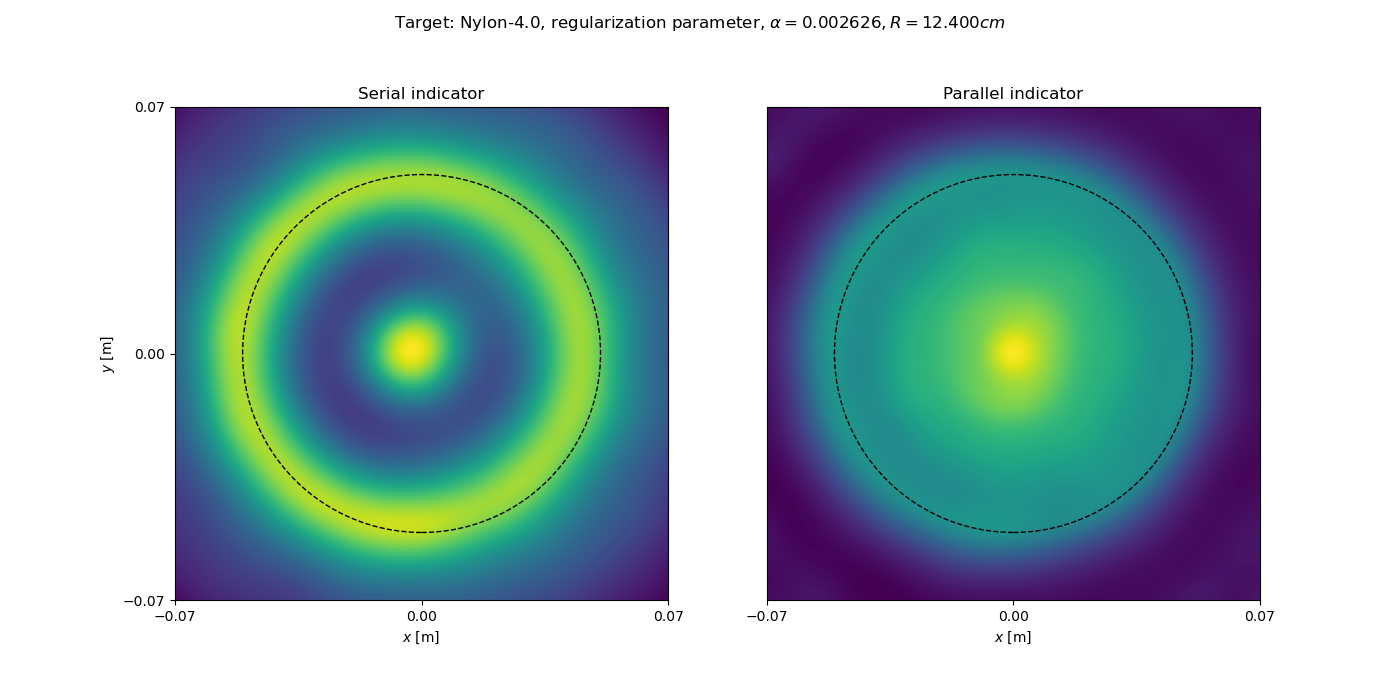 Target: Nylon-4.0, regularization parameter, α = 0.002626, R = 12.400cm
Serial indicator
Parallel indicator
0.07
0.00
−0.07
y [m]
−0.07
0.00
0.07
x [m]
−0.07
0.00
0.07
x [m]